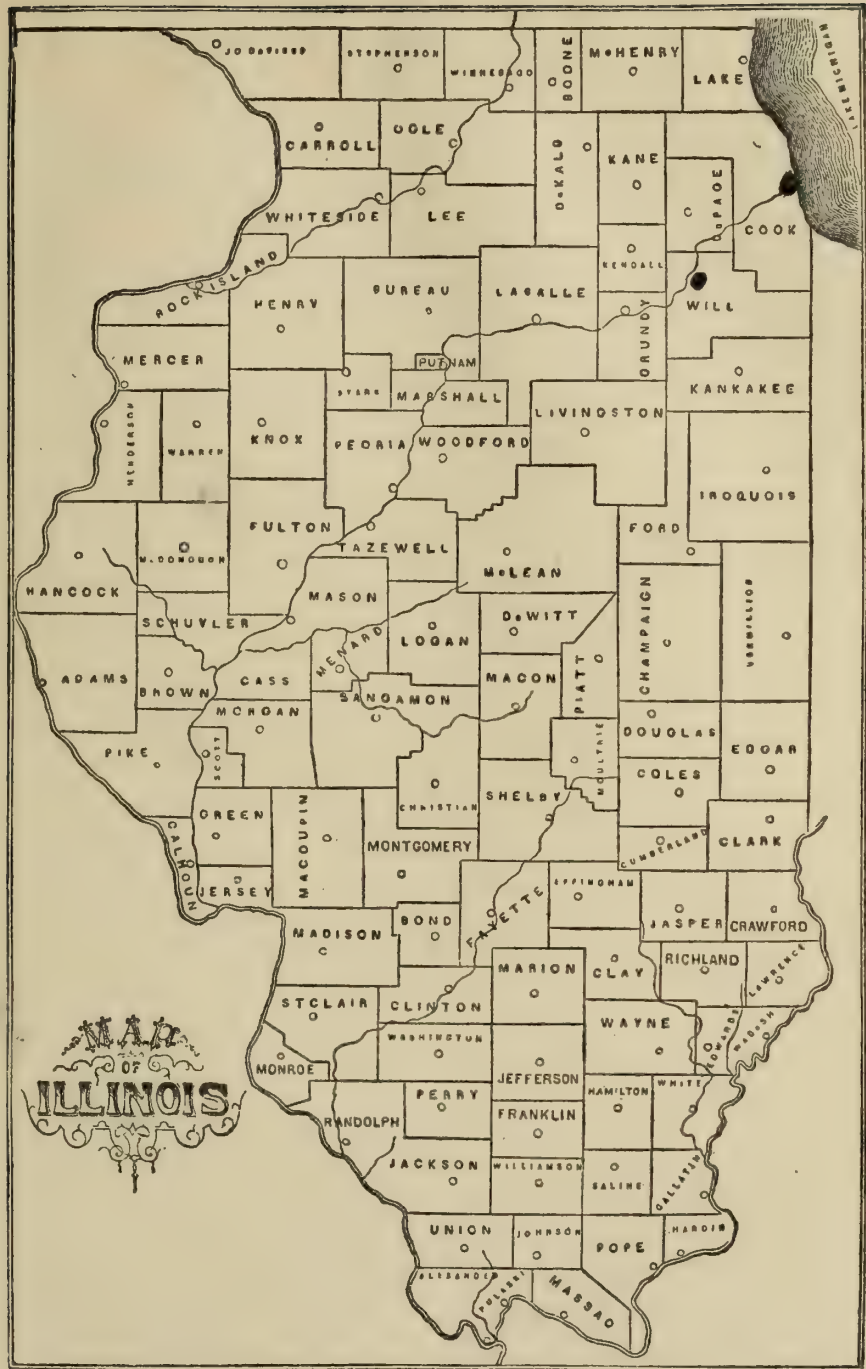 JO DAVIESS
STEPHENSON
WINNEBAGO
BOONE
McHENRY
LAKE
LAKE MICHIGAN
CARROLL
OGLE
DeKALB
KANE
DuPAGE
COOK
WHITESIDE
LEE
KENDALL
ROCK ISLAND
HENRY
BUREAU
LASALLE
GRUNDY
WILL
MERCER
PUTNAM
STARK
MARSHALL
KANKAKEE
HENDERSON
WARREN
KNOX
PEORIA
WOODFORD
LIVINGSTON
IROQUOIS
FORD
HANCOCK
McDONOUGH
FULTON
TAZEWELL
McLEAN
MASON
SCHUYLER
LOGAN
DeWITT
CHAMPAIGN
VERMILLION
ADAMS
BROWN
CASS
MENARD
SANGAMON
MACON
PIATT
MORGAN
DOUGLAS
EDGAR
PIKE
SCOTT
MOULTRIE
COLES
CHRISTIAN
SHELBY
GREEN
MACOUPIN
MONTGOMERY
CUMBERLAND
CLARK
CALHOUN
JERSEY
FAYETTE
EFFINGHAM
JASPER
CRAWFORD
MADISON
BOND
MARION
CLAY
RICHLAND
LAWRENCE
ST CLAIR
CLINTON
WAYNE
EDWARDS
WABASH
MONROE
WASHINGTON
JEFFERSON
HAMILTON
WHITE
RANDOLPH
PERRY
FRANKLIN
JACKSON
WILLIAMSON
SALINE
GALLATIN
UNION
JOHNSON
POPE
HARDIN
PULASKI
MASSAC
MAP
OF
ILLINOIS